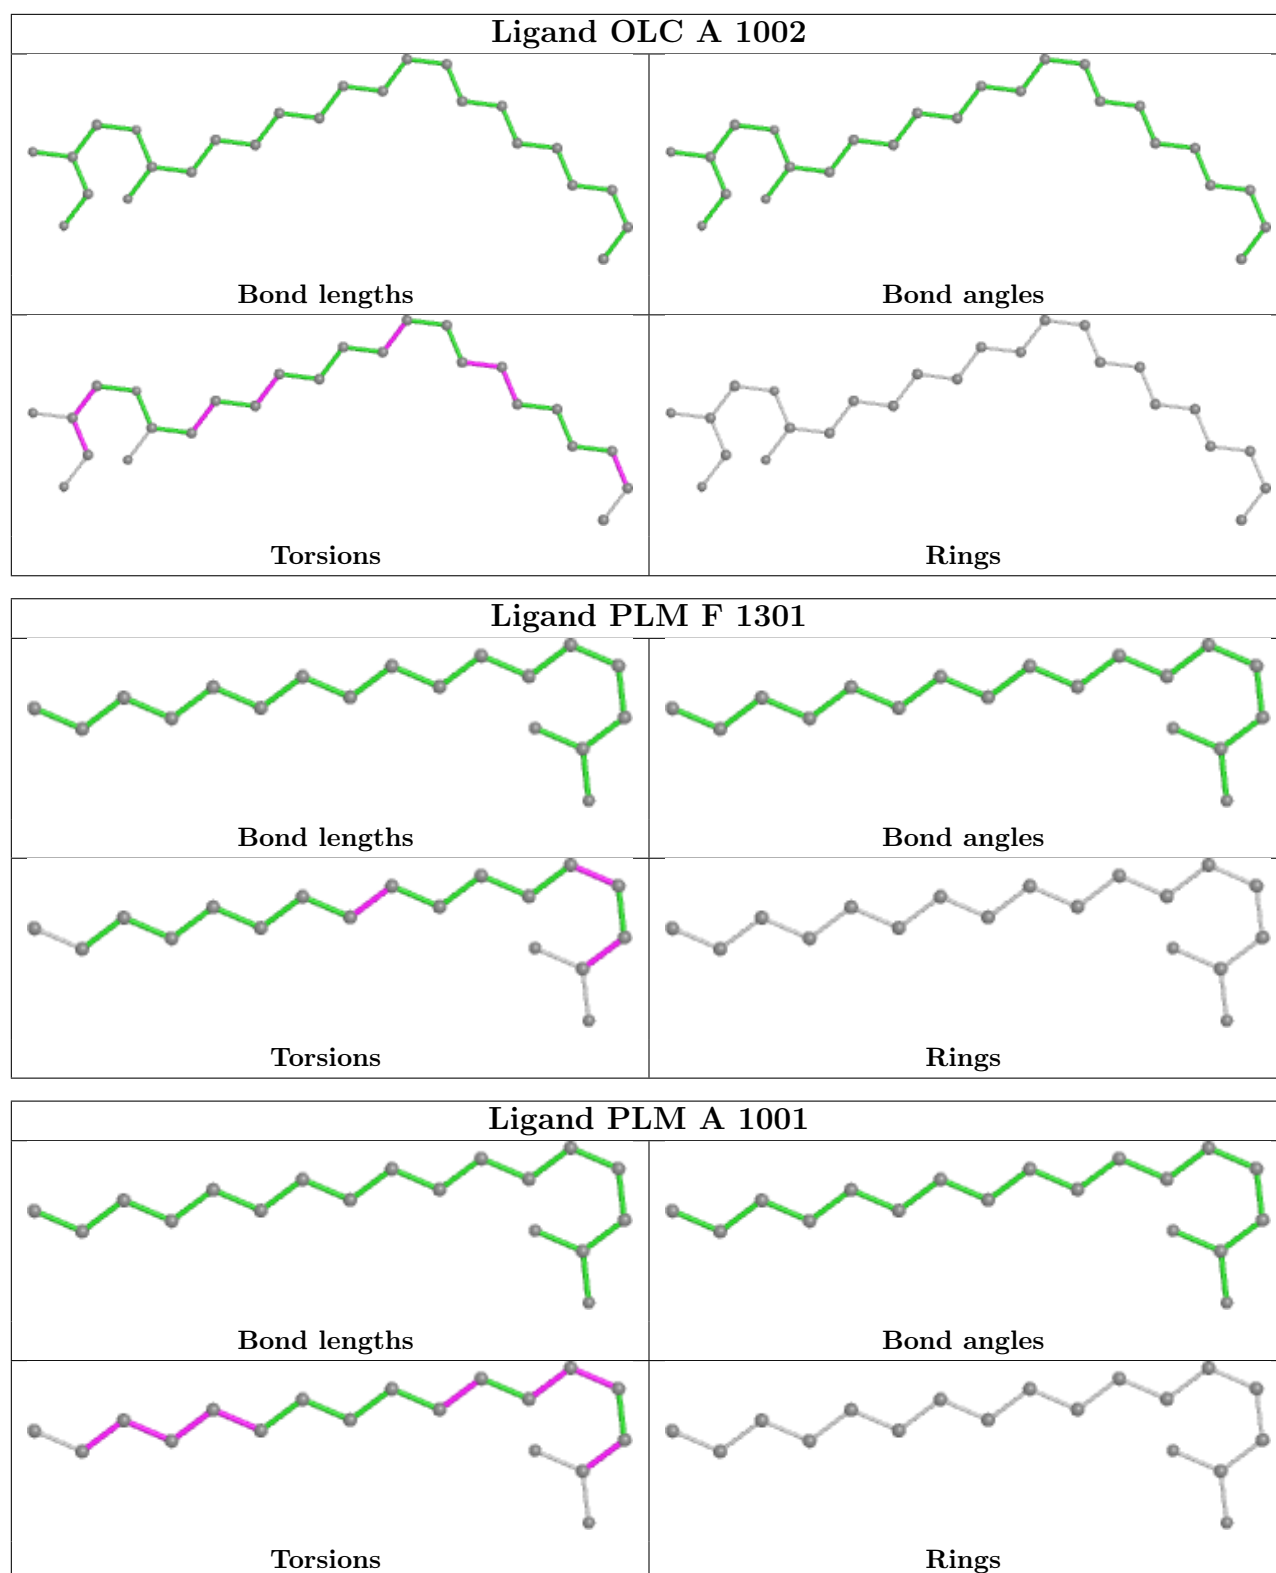 Ligand OLC A 1002
Bond lengths
Bond angles
Torsions
Rings
Ligand PLM F 1301
Bond lengths
Bond angles
Torsions
Rings
Ligand PLM A 1001
Bond lengths
Bond angles
Torsions
Rings